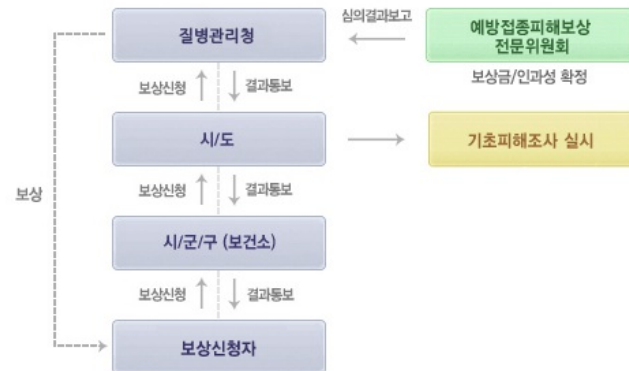 심의결과보고
질병관리청
예방접종피해보상
전문위원회
보상금/인과성 확정
보상신청
결과통보
시/도
기초피해조사 실시
보상
보상신청
결과통보
시/군/구 (보건소)
보상신청
결과통보
보상신청자